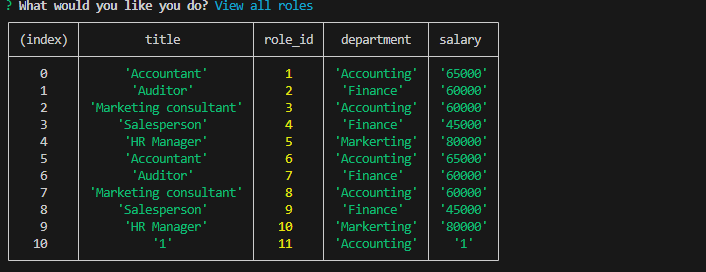 ? What would you like you do? View all roles
(index) title role_id department salary
0 'Accountant' 1 'Accounting' '65000'
1 'Auditor' 2 'Finance' '60000'
2 'Marketing consultant' 3 'Accounting' '60000'
3 'Salesperson' 4 'Finance' '45000'
4 'HR Manager' 5 'Markerting' '80000'
5 'Accountant' 6 'Accounting' '65000'
6 'Auditor' 7 'Finance' '60000'
7 'Marketing consultant' 8 'Accounting' '60000'
8 'Salesperson' 9 'Finance' '45000'
9 'HR Manager' 10 'Markerting' '80000'
10 '1' 11 'Accounting' '1'